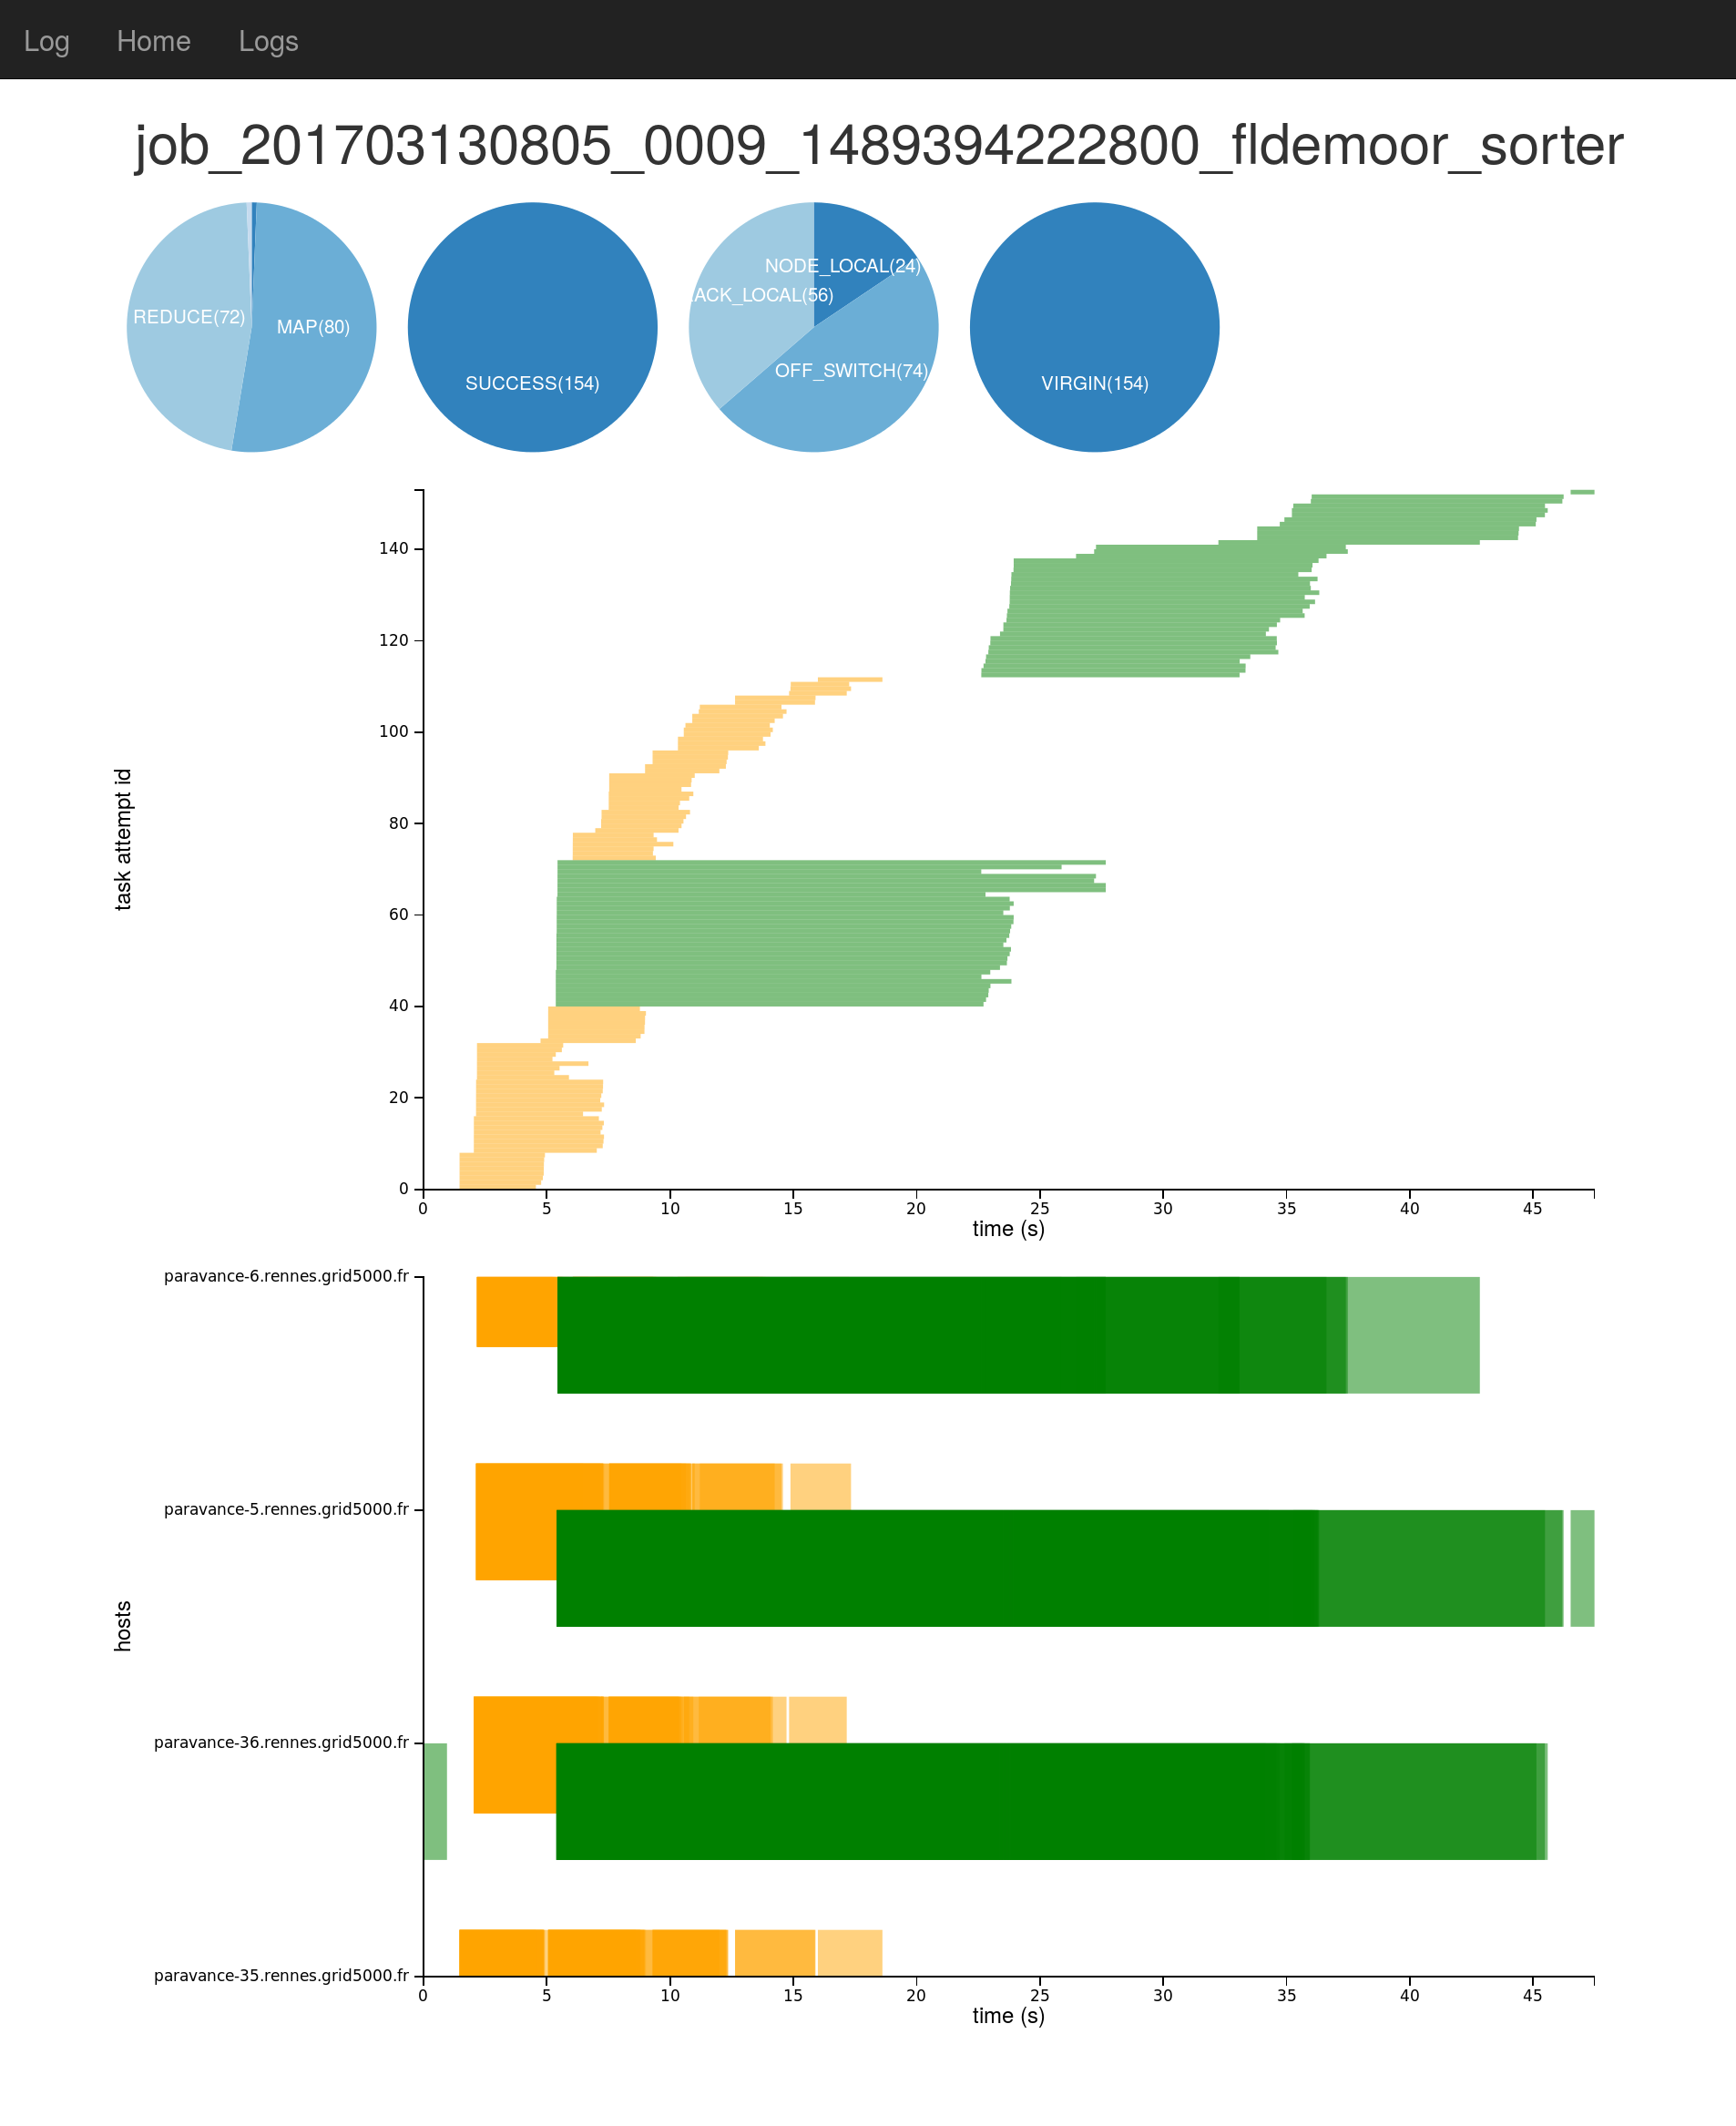 Log Home Logs
job_201703130805_0009_1489394222800_fldemoor_sorter
REDUCE(72)
MAP(80)
SUCCESS(154)
NODE_LOCAL(24)
ACK_LOCAL(56)
OFF_SWITCH(74)
VIRGIN(154)
task attempt id
140
120
100
80
60
40
20
0
0 5 10 15 20 25 30 35 40 45
time (s)
hosts
paravance-6.rennes.grid5000.fr
paravance-5.rennes.grid5000.fr
paravance-36.rennes.grid5000.fr
paravance-35.rennes.grid5000.fr
0 5 10 15 20 25 30 35 40 45
time (s)